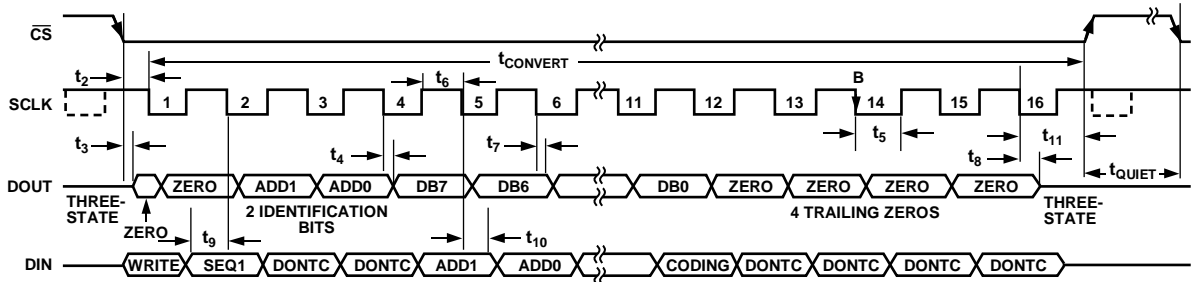 CS
t2
tCONVERT
t6
B
SCLK
1 2 3 4 5 6 11 12 13 14 15 16
t3
t4
t7
t5
t11
t8
DOUT
ZERO ADD1 ADD0 DB7 DB6 DB0 ZERO ZERO ZERO ZERO
tQUIET
THREE-
STATE
ZERO
2 IDENTIFICATION
BITS
4 TRAILING ZEROS
THREE-
STATE
t9
t10
DIN
WRITE SEQ1 DONTC DONTC ADD1 ADD0 CODING DONTC DONTC DONTC DONTC